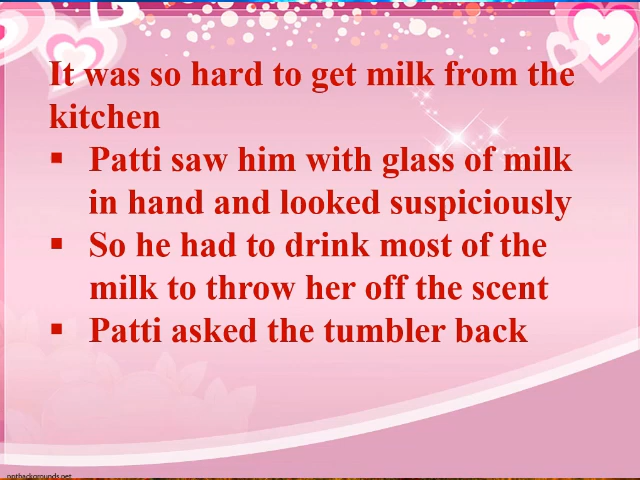 It was so hard to get milk from the
kitchen
▪ Patti saw him with glass of milk
in hand and looked suspiciously
▪ So he had to drink most of the
milk to throw her off the scent
▪ Patti asked the tumbler back
pptbackgrounds.net